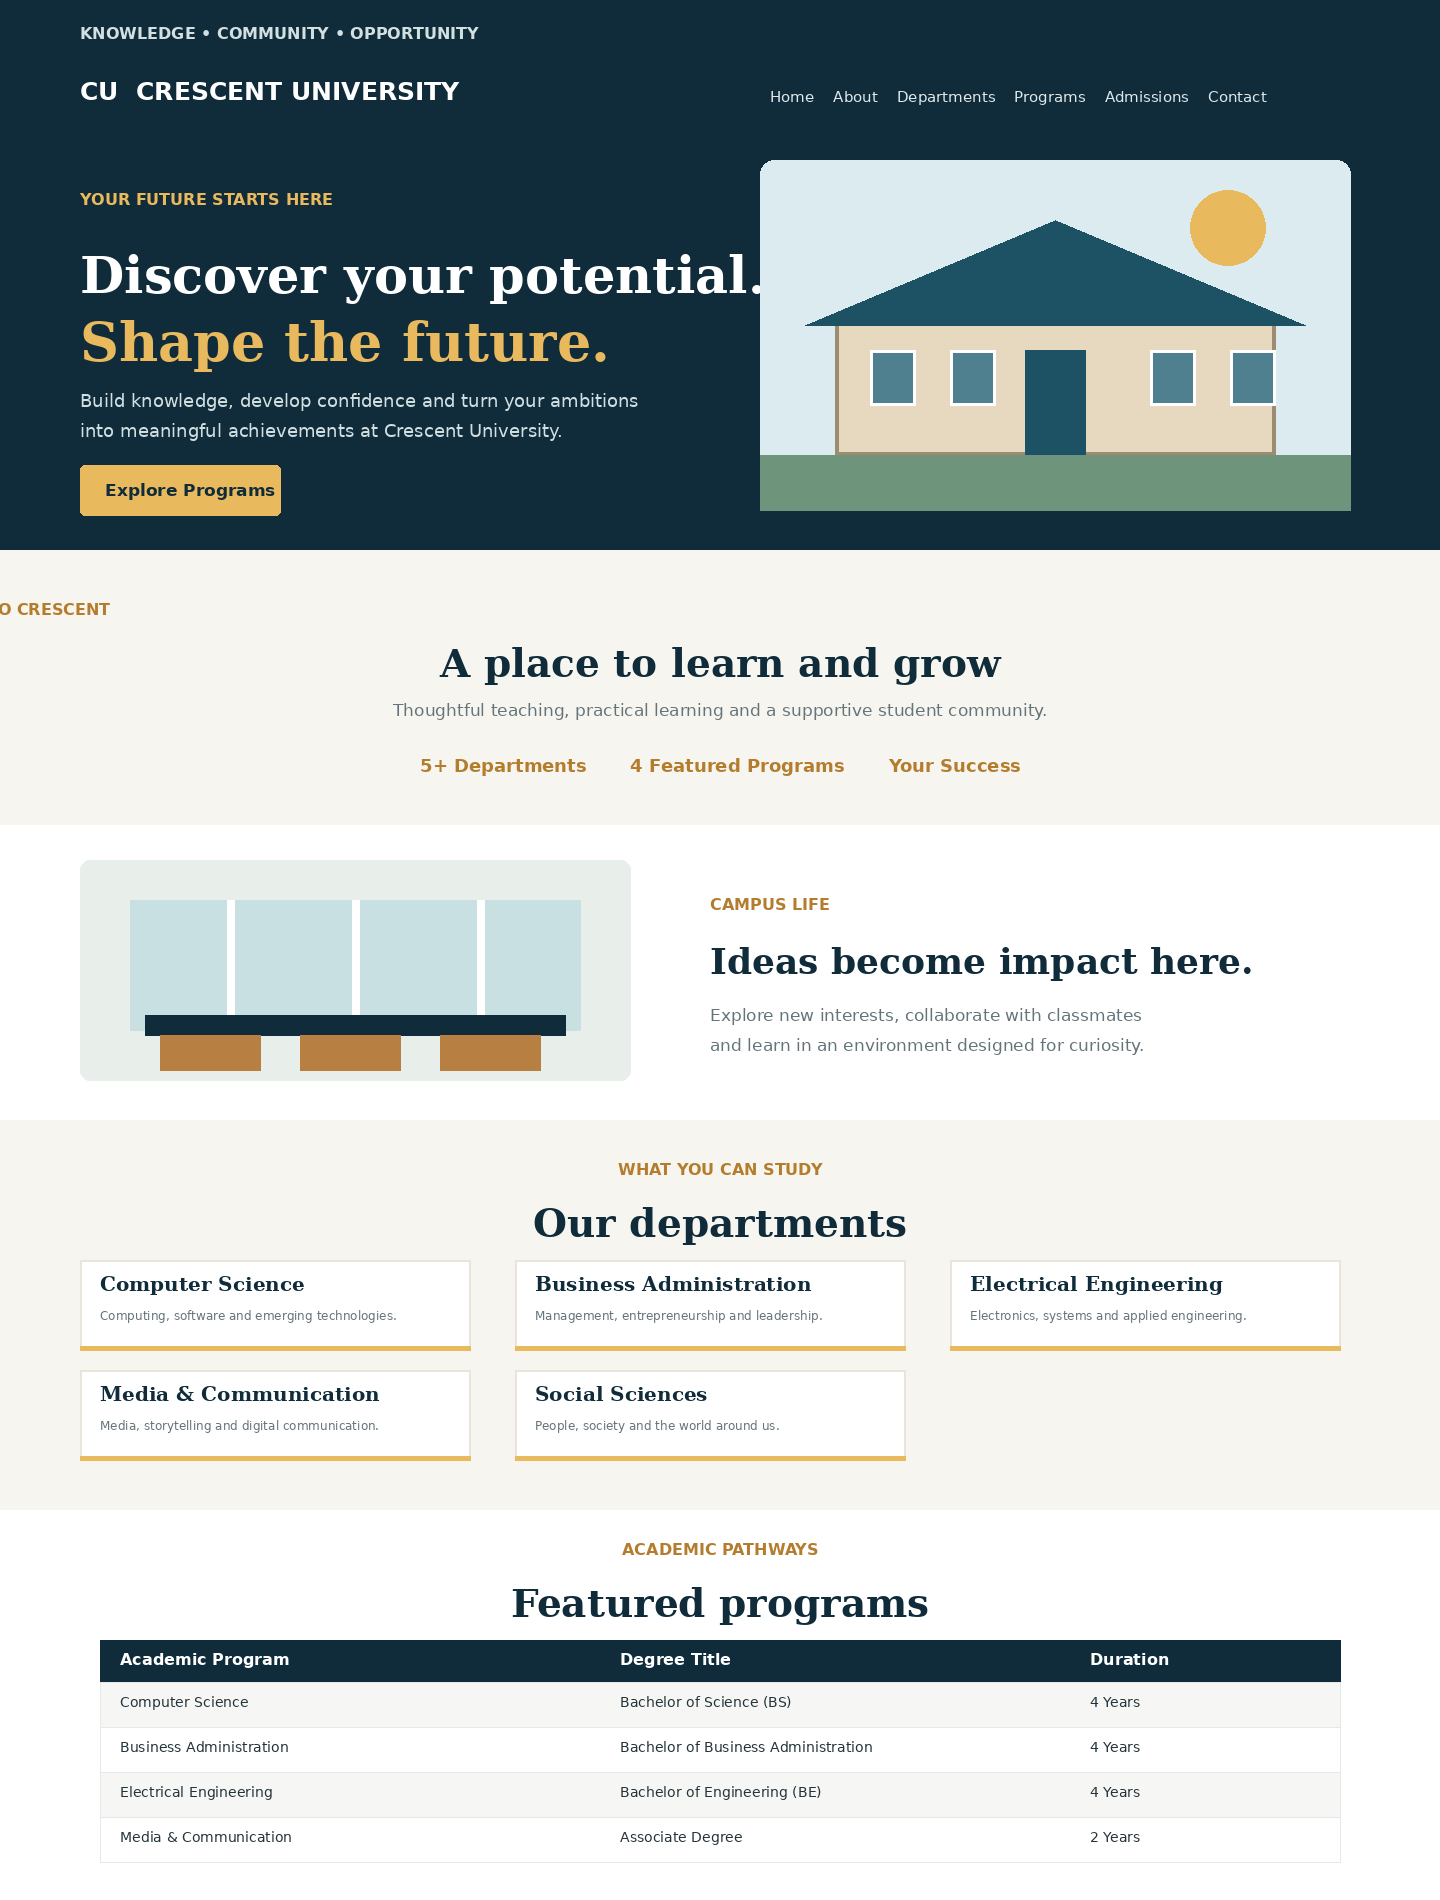 KNOWLEDGE • COMMUNITY • OPPORTUNITY
CU CRESCENT UNIVERSITY
Home About Departments Programs Admissions Contact
YOUR FUTURE STARTS HERE
Discover your potential.
Shape the future.
Build knowledge, develop confidence and turn your ambitions
into meaningful achievements at Crescent University.
Explore Programs
O CRESCENT
A place to learn and grow
Thoughtful teaching, practical learning and a supportive student community.
5+ Departments 4 Featured Programs Your Success
CAMPUS LIFE
Ideas become impact here.
Explore new interests, collaborate with classmates
and learn in an environment designed for curiosity.
WHAT YOU CAN STUDY
Our departments
Computer Science
Computing, software and emerging technologies.
Business Administration
Management, entrepreneurship and leadership.
Electrical Engineering
Electronics, systems and applied engineering.
Media & Communication
Media, storytelling and digital communication.
Social Sciences
People, society and the world around us.
ACADEMIC PATHWAYS
Featured programs
Academic Program Degree Title Duration
Computer Science Bachelor of Science (BS) 4 Years
Business Administration Bachelor of Business Administration 4 Years
Electrical Engineering Bachelor of Engineering (BE) 4 Years
Media & Communication Associate Degree 2 Years